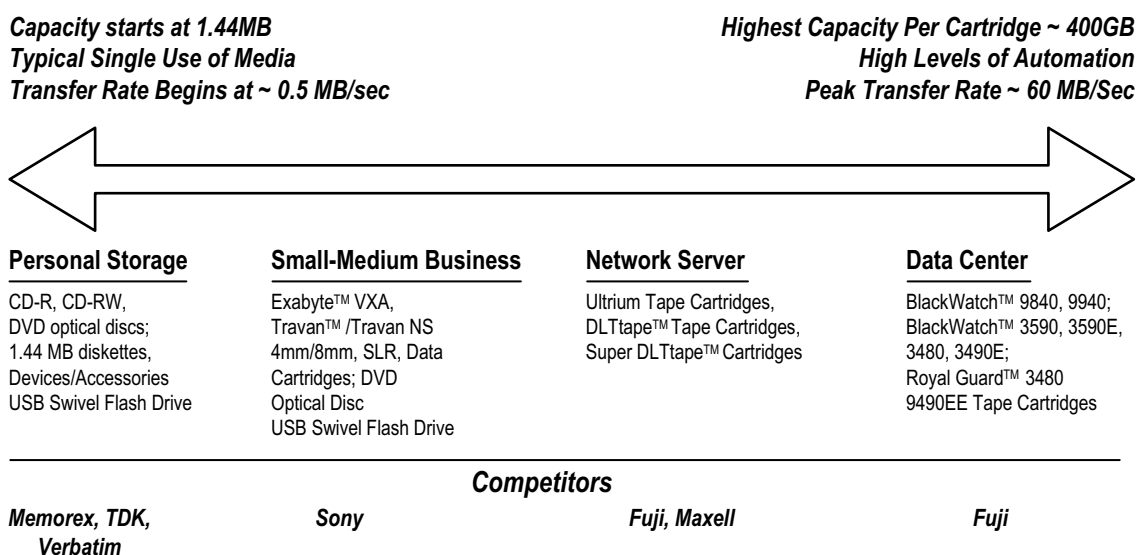 Capacity starts at 1.44MB
Typical Single Use of Media
Transfer Rate Begins at ~ 0.5 MB/sec
Highest Capacity Per Cartridge ~ 400GB
High Levels of Automation
Peak Transfer Rate ~ 60 MB/Sec
Personal Storage
CD-R, CD-RW,
DVD optical discs;
1.44 MB diskettes,
Devices/Accessories
USB Swivel Flash Drive
Small-Medium Business
Exabyte™ VXA,
Travan™ /Travan NS
4mm/8mm, SLR, Data
Cartridges; DVD
Optical Disc
USB Swivel Flash Drive
Network Server
Ultrium Tape Cartridges,
DLTtape™ Tape Cartridges,
Super DLTtape™ Cartridges
Data Center
BlackWatch™ 9840, 9940;
BlackWatch™ 3590, 3590E,
3480, 3490E;
Royal Guard™ 3480
9490EE Tape Cartridges
Competitors
Memorex, TDK,
Verbatim
Sony
Fuji, Maxell
Fuji